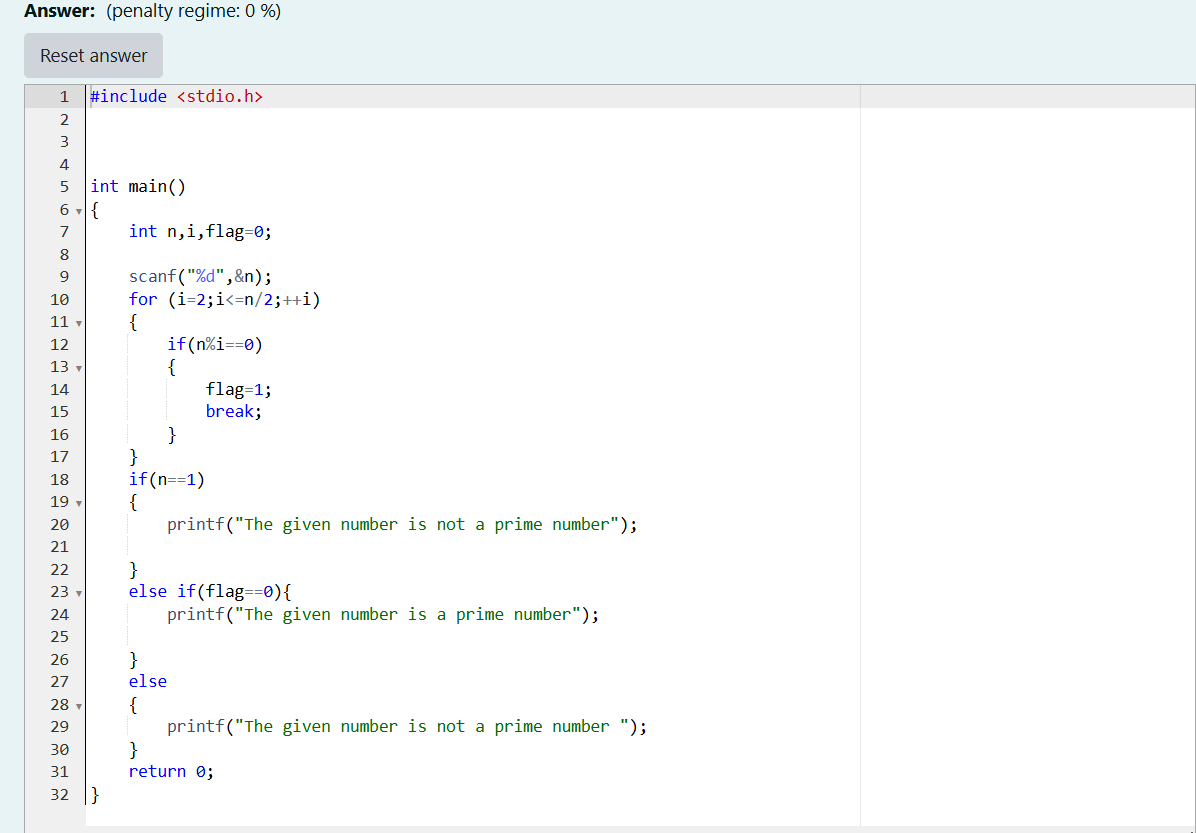 Answer: (penalty regime: 0 %)
Reset answer
1 #include <stdio.h>
2
3
4
5 int main()
6 {
7     int n,i,flag=0;
8
9     scanf("%d",&n);
10     for (i=2;i<=n/2;++i)
11     {
12         if(n%i==0)
13         {
14             flag=1;
15             break;
16         }
17     }
18     if(n==1)
19     {
20         printf("The given number is not a prime number");
21
22     }
23     else if(flag==0){
24         printf("The given number is a prime number");
25
26     }
27     else
28     {
29         printf("The given number is not a prime number ");
30     }
31     return 0;
32 }